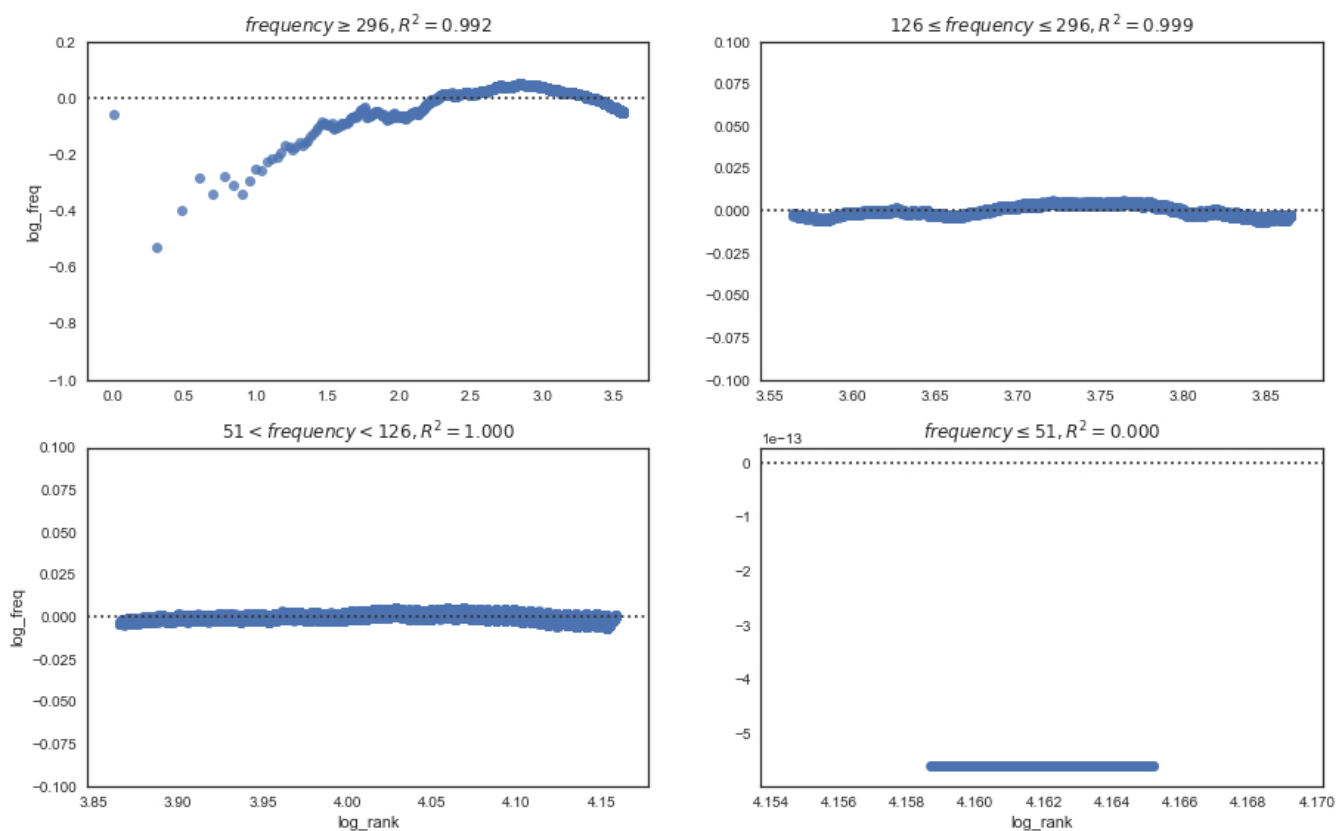 frequency ≥ 296, R² = 0.992
0.2
0.0
−0.2
−0.4
−0.6
−0.8
−1.0
log_freq
0.0 0.5 1.0 1.5 2.0 2.5 3.0 3.5
126 ≤ frequency ≤ 296, R² = 0.999
0.100
0.075
0.050
0.025
0.000
−0.025
−0.050
−0.075
−0.100
3.55 3.60 3.65 3.70 3.75 3.80 3.85
51 < frequency < 126, R² = 1.000
0.100
0.075
0.050
0.025
0.000
−0.025
−0.050
−0.075
−0.100
log_freq
3.85 3.90 3.95 4.00 4.05 4.10 4.15
log_rank
frequency ≤ 51, R² = 0.000
1e−13
0
−1
−2
−3
−4
−5
4.154 4.156 4.158 4.160 4.162 4.164 4.166 4.168 4.170
log_rank